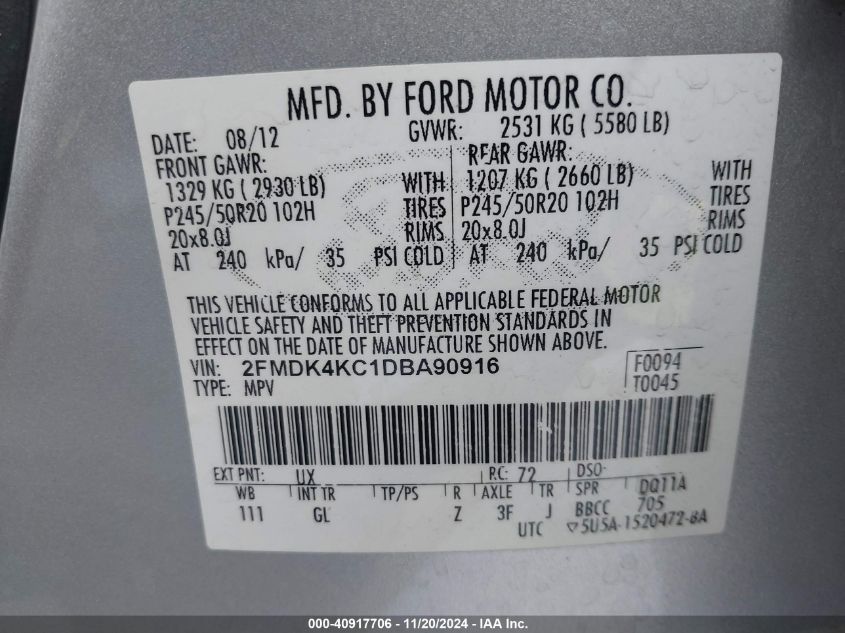 MFD. BY FORD MOTOR CO.
DATE: 08/12 GVWR: 2531 KG ( 5580 LB)
FRONT GAWR: REAR GAWR:
1329 KG ( 2930 LB) WITH 1207 KG ( 2660 LB) WITH
P245/50R20 102H TIRES P245/50R20 102H TIRES
20x8.0J RIMS 20x8.0J RIMS
AT 240 kPa/ 35 PSI COLD AT 240 kPa/ 35 PSI COLD
THIS VEHICLE CONFORMS TO ALL APPLICABLE FEDERAL MOTOR
VEHICLE SAFETY AND THEFT PREVENTION STANDARDS IN
EFFECT ON THE DATE OF MANUFACTURE SHOWN ABOVE.
VIN: 2FMDK4KC1DBA90916 F0094
TYPE: MPV T0045
EXT PNT: UX RC: 72 DSO:
WB INT TR TP/PS R AXLE TR SPR DQ11A
111 GL Z 3F J BBCC 705
UTC 5U5A-1520472-BA
000-40917706 - 11/20/2024 - IAA Inc.